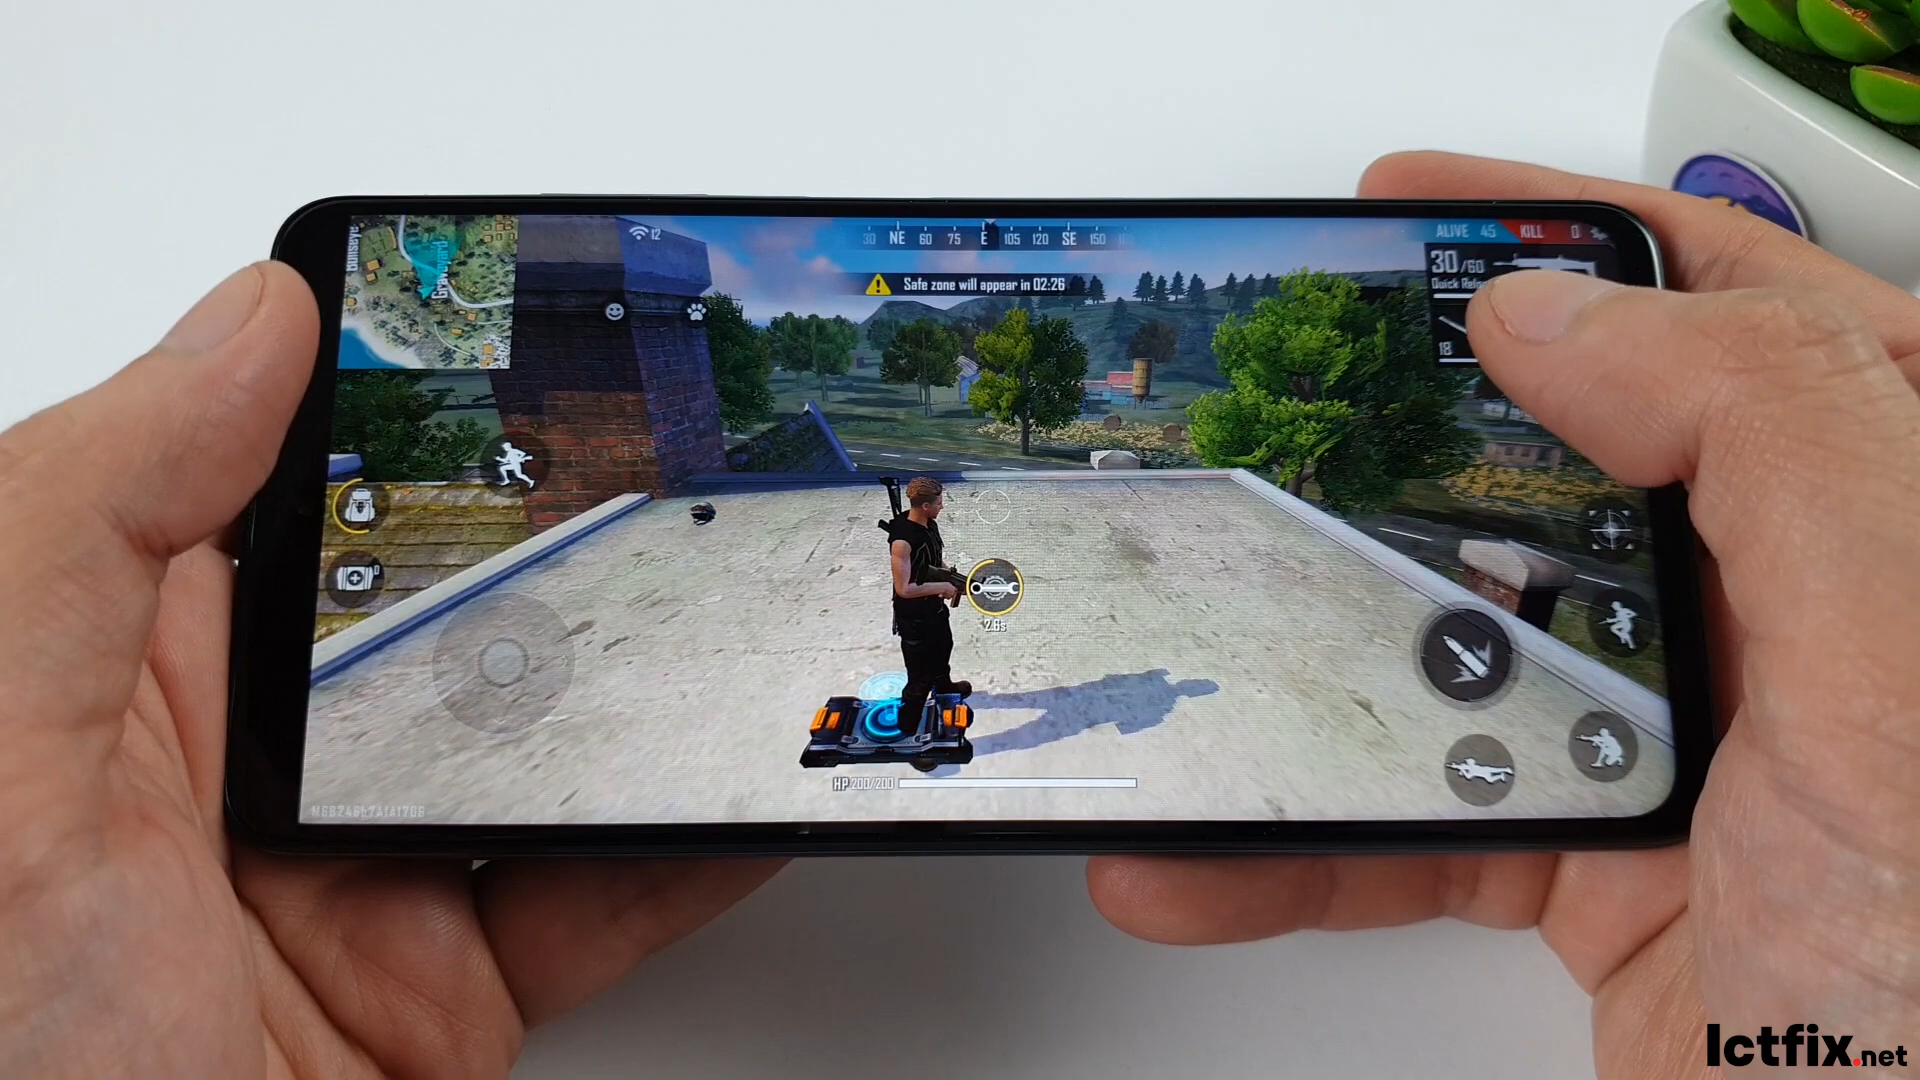 Bullseye
Graveyard
12
30 NE 60 75 E 105 120 SE 150
ALIVE 45 KILL 0
Safe zone will appear in 02:26
30/60
Quick Relo
18
0
2.6s
HP 200/200
Ictfix.net